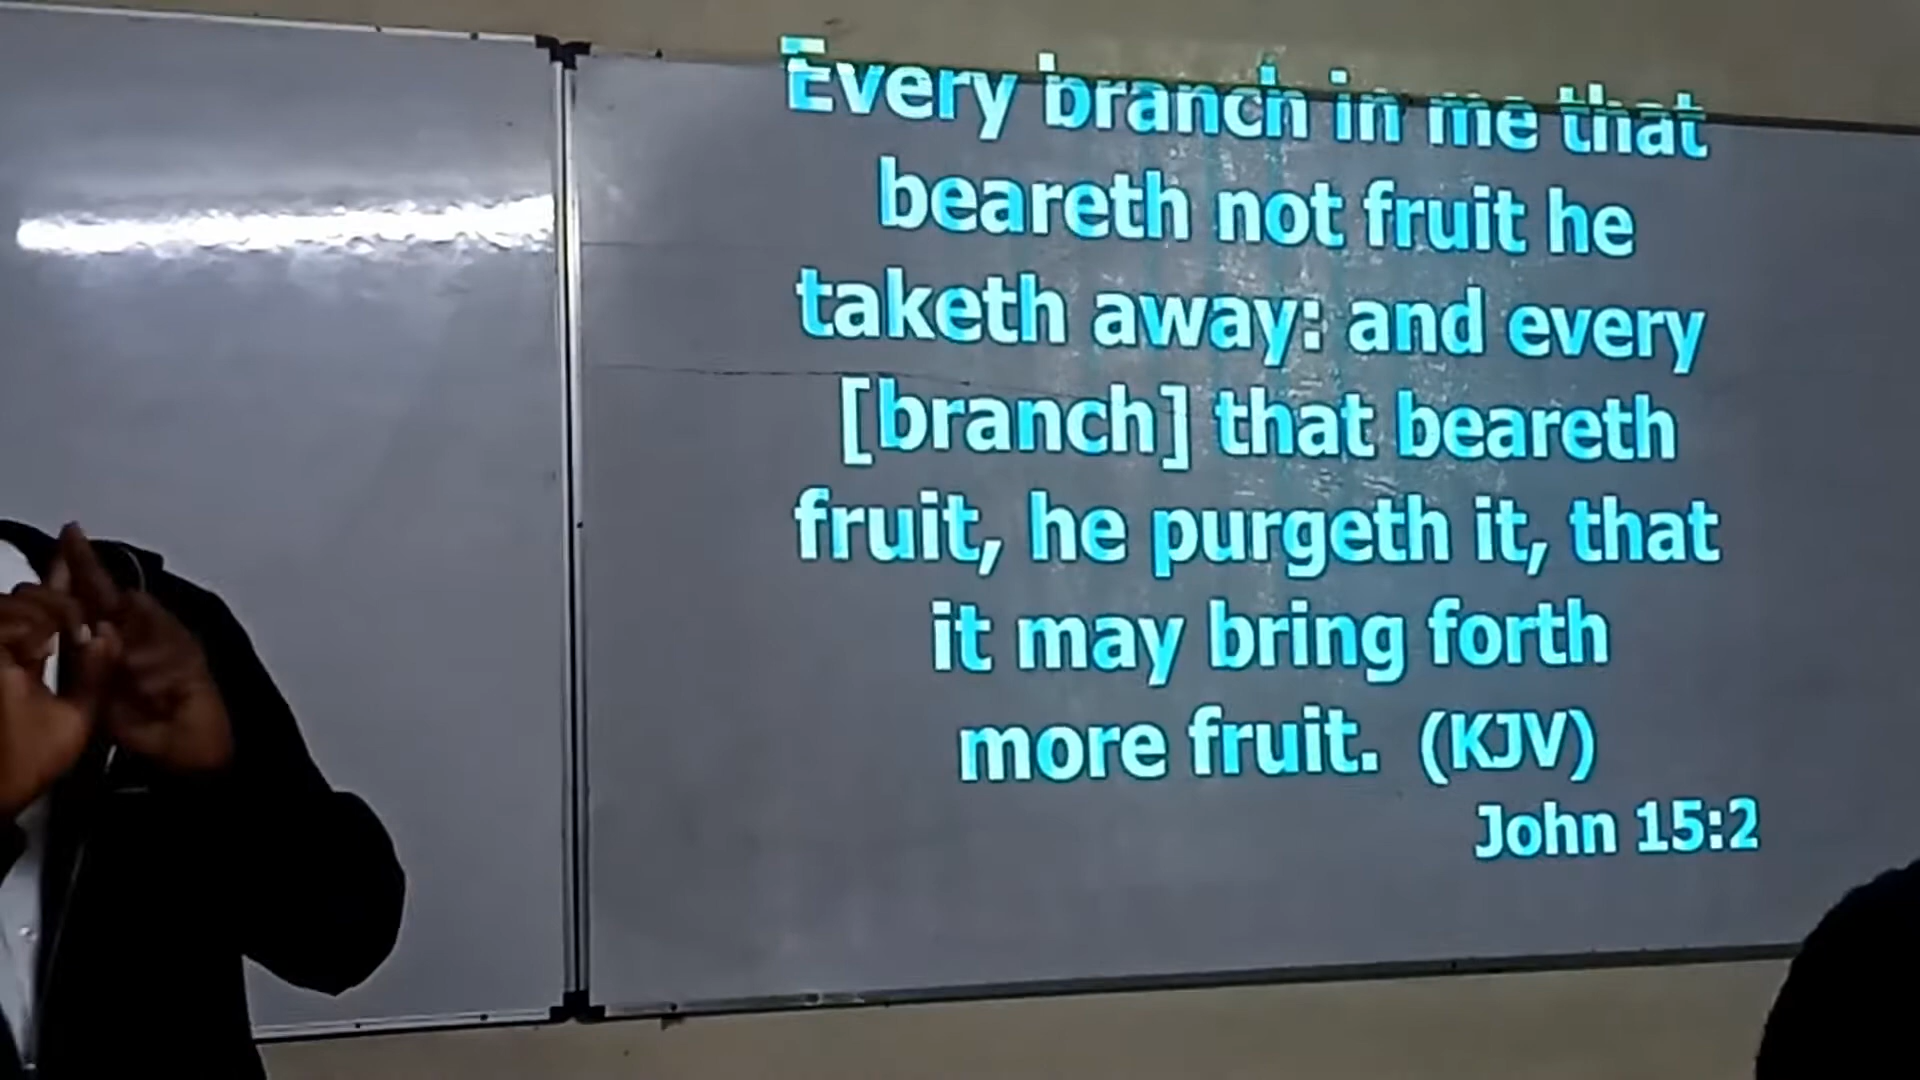 Every branch in me that
beareth not fruit he
taketh away: and every
[branch] that beareth
fruit, he purgeth it, that
it may bring forth
more fruit. (KJV)
John 15:2